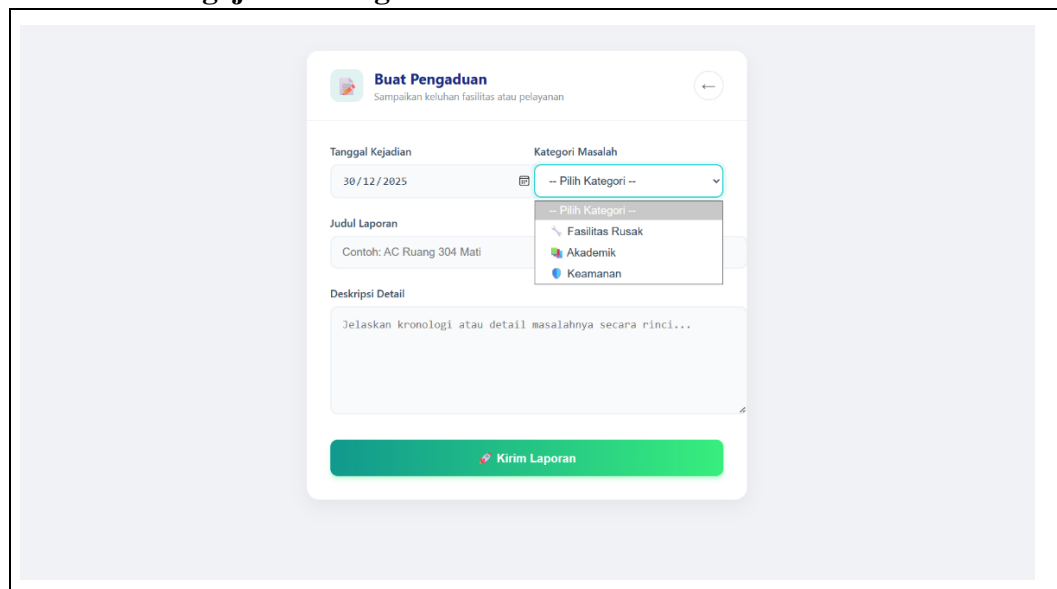 Buat Pengaduan
Sampaikan keluhan fasilitas atau pelayanan
←
Tanggal Kejadian
Kategori Masalah
30/12/2025
-- Pilih Kategori --
-- Pilih Kategori --
Fasilitas Rusak
Akademik
Keamanan
Judul Laporan
Contoh: AC Ruang 304 Mati
Deskripsi Detail
Jelaskan kronologi atau detail masalahnya secara rinci...
Kirim Laporan